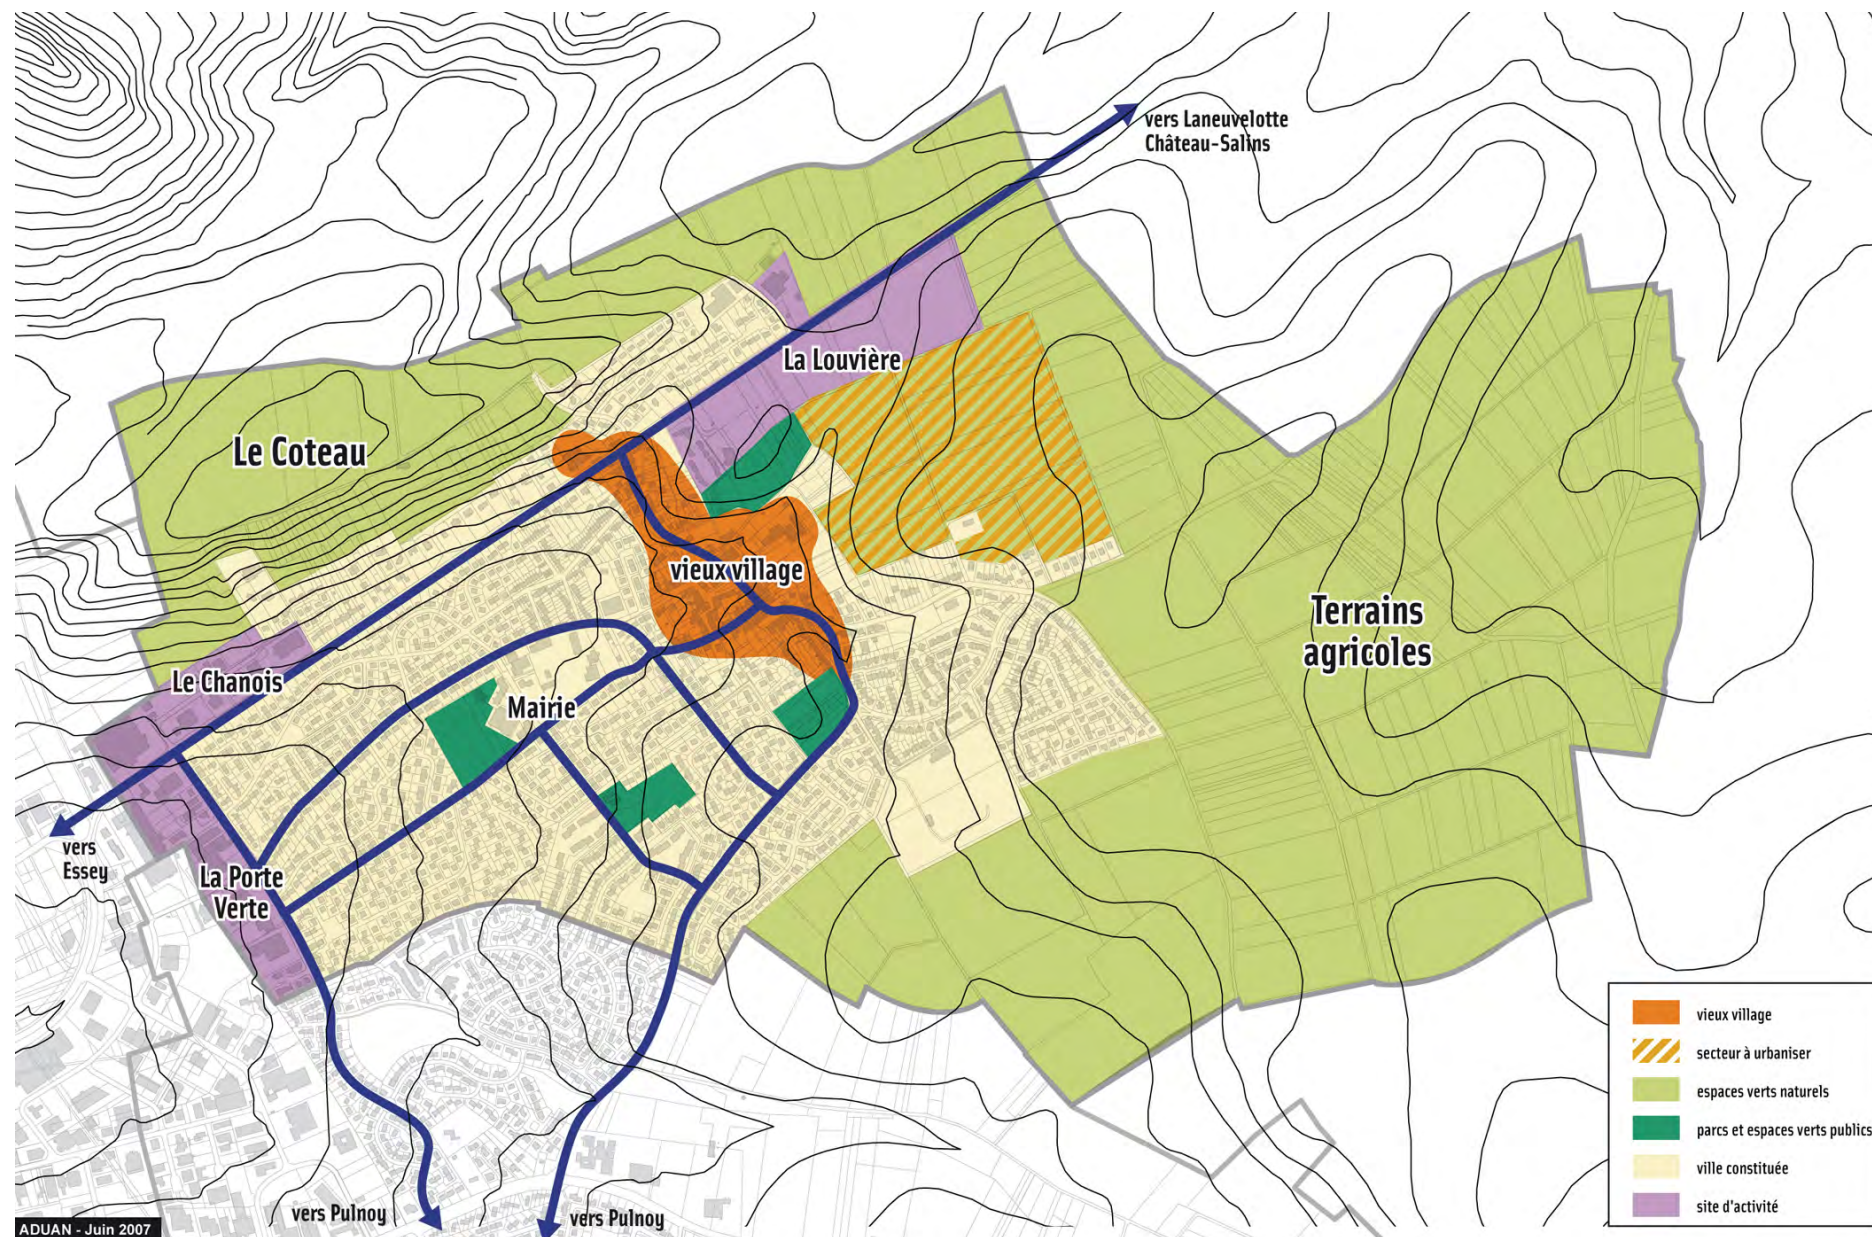 vers Laneuvelotte
Château-Salins
La Louvière
Le Coteau
vieux village
Terrains
agricoles
Le Chanois
Mairie
vers
Essey
La Porte
Verte
vers Pulnoy
vers Pulnoy
vieux village
secteur à urbaniser
espaces verts naturels
parcs et espaces verts publics
ville constituée
site d'activité
ADUAN - Juin 2007